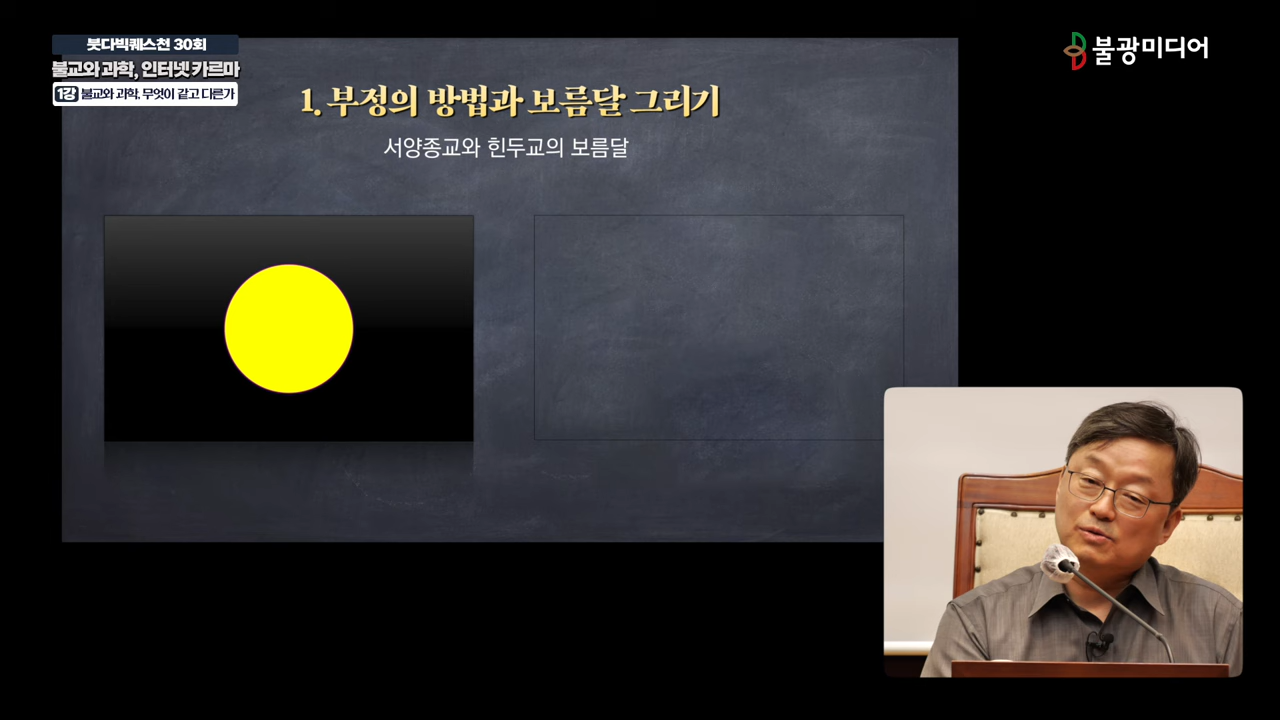 붓다빅퀘스천 30회
불교와 과학, 인터넷 카르마
1강 불교와 과학, 무엇이 같고 다른가
불광미디어
1. 부정의 방법과 보름달 그리기
서양종교와 힌두교의 보름달